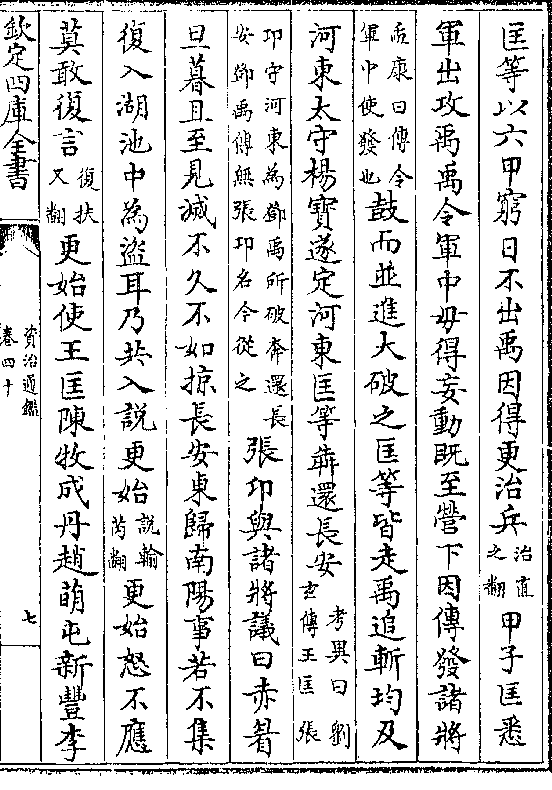 匡等以六甲窮日不出禹因得更治兵治直之翻甲子匡悉
軍出攻禹禹令軍中毋得妄動既至營下因傳發諸將
孟康曰傳令軍中使發也鼓而並進大破之匡等皆走禹追斬均及
河東太守楊寶遂定河東匡等犇還長安考異曰劉玄傳王匡張
卬守河東為鄧禹所破奔還長安鄧禹傳無張卬名今從之張卬與諸將議曰赤眉
旦暮且至見滅不久不如掠長安東歸南陽事若不集
復入湖池中為盜耳乃共入說更始說輸芮翻更始怒不應
莫敢復言復扶又翻更始使王匡陳牧成丹趙萌屯新豐李
欽定四庫全書
資治通鑑
卷四十
七